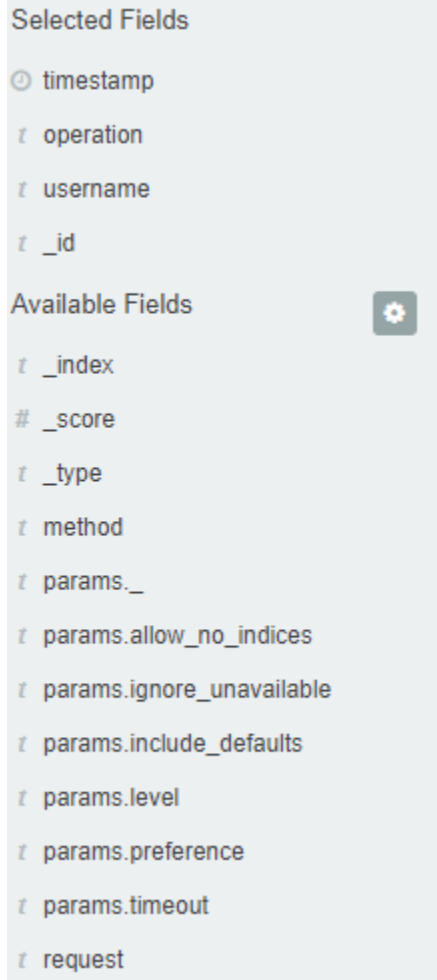 Selected Fields
timestamp
t operation
t username
t _id
Available Fields
t _index
# _score
t _type
t method
t params._
t params.allow_no_indices
t params.ignore_unavailable
t params.include_defaults
t params.level
t params.preference
t params.timeout
t request